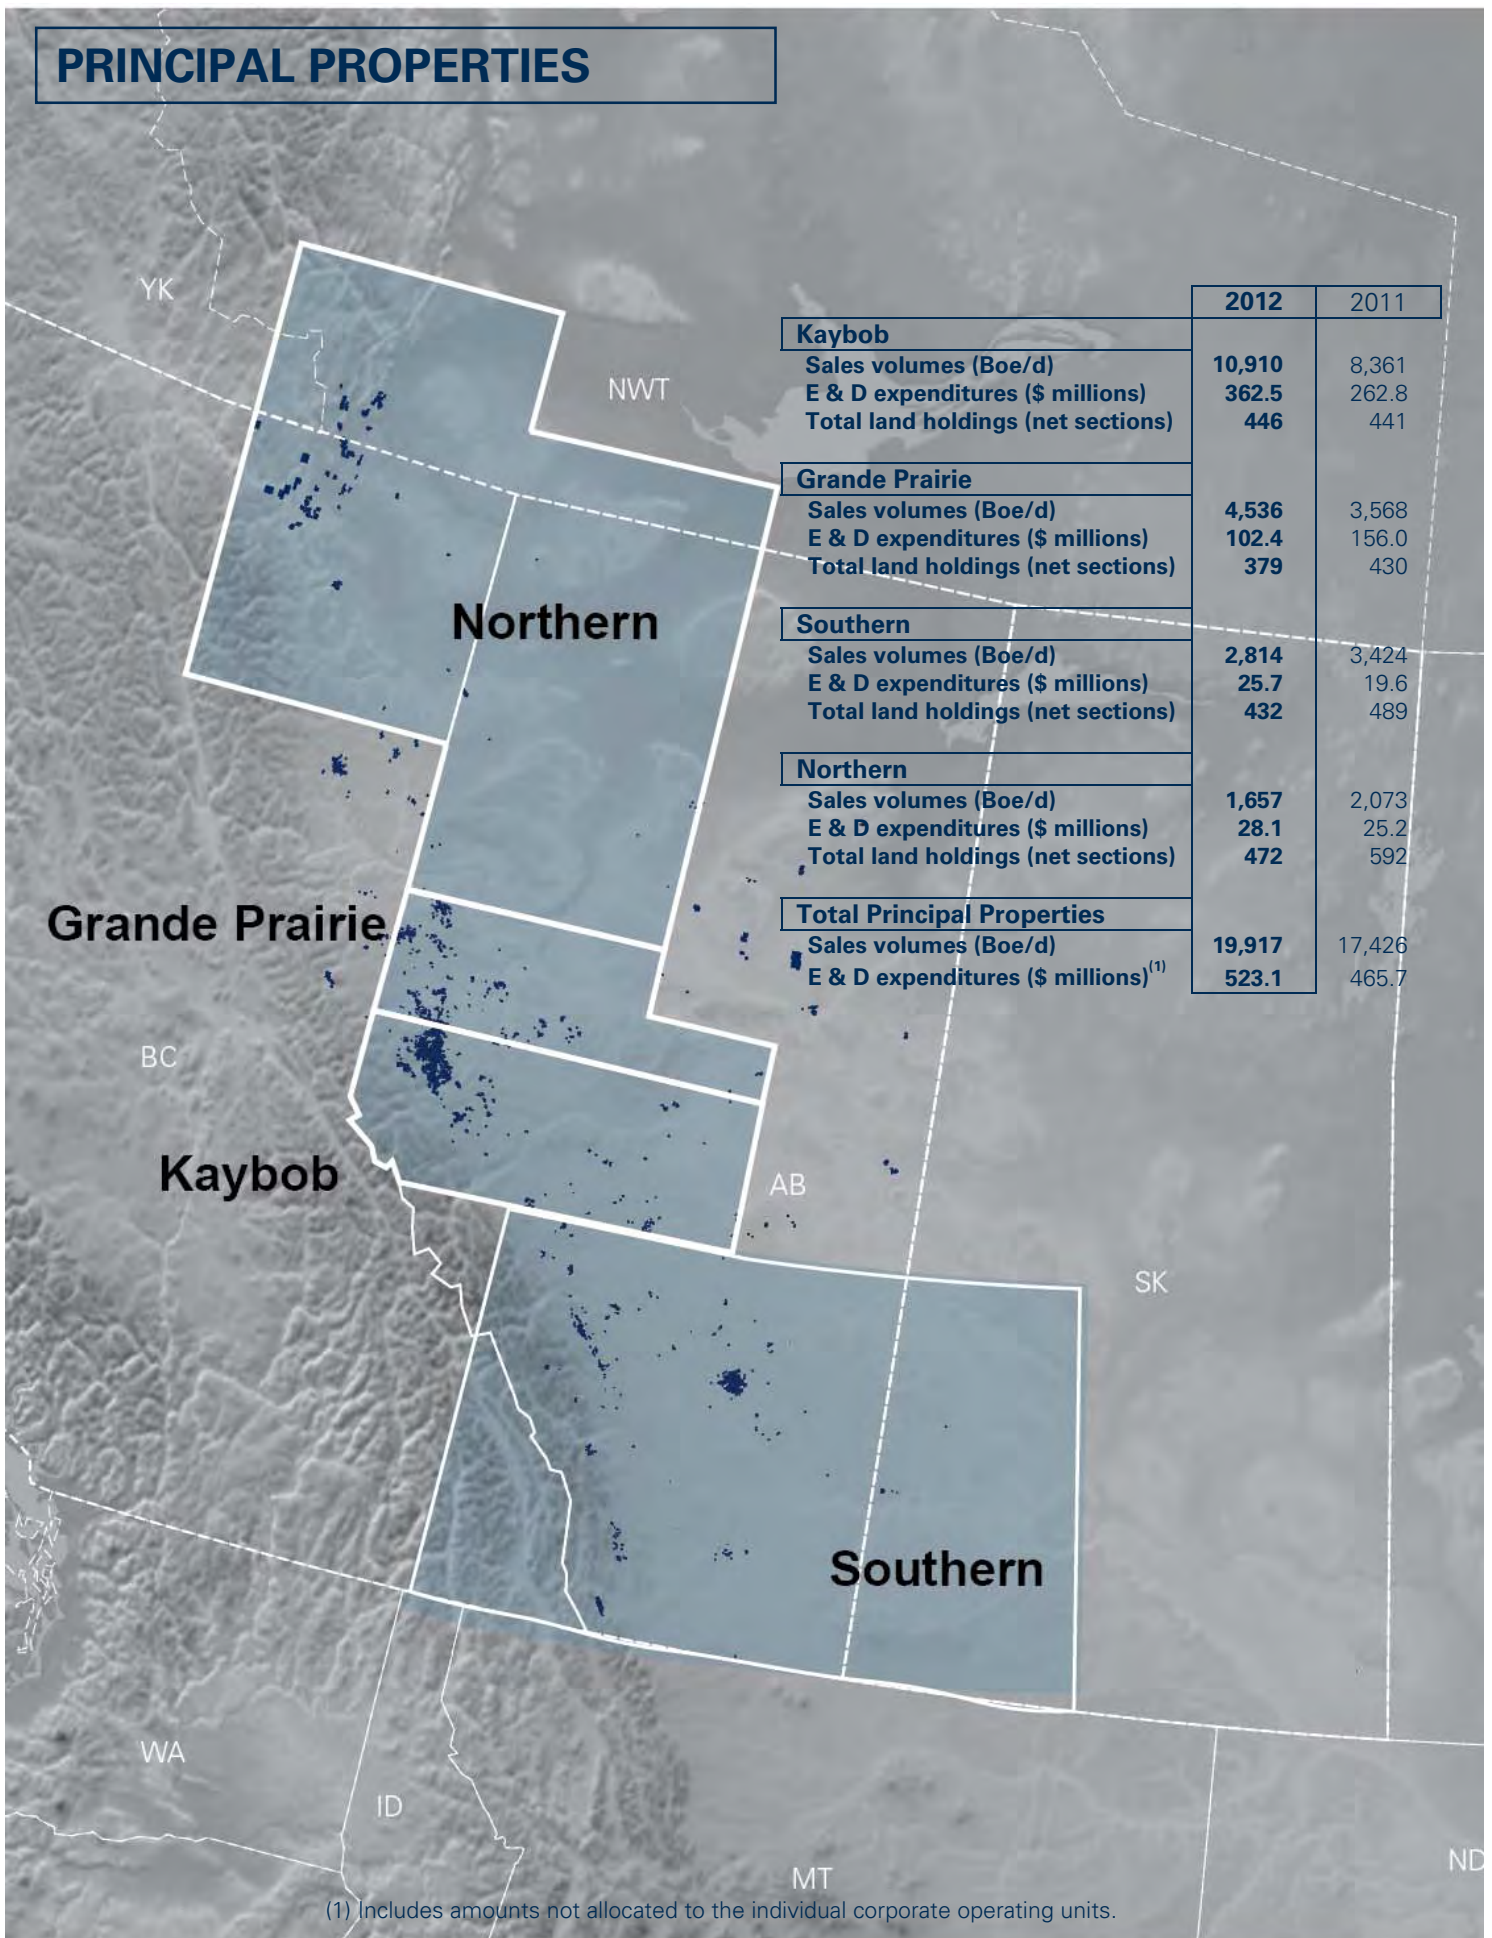 PRINCIPAL PROPERTIES
YK
NWT
2012 2011
Kaybob
Sales volumes (Boe/d) 10,910 8,361
E & D expenditures ($ millions) 362.5 262.8
Total land holdings (net sections) 446 441
Grande Prairie
Sales volumes (Boe/d) 4,536 3,568
E & D expenditures ($ millions) 102.4 156.0
Total land holdings (net sections) 379 430
Northern
Southern
Sales volumes (Boe/d) 2,814 3,424
E & D expenditures ($ millions) 25.7 19.6
Total land holdings (net sections) 432 489
Northern
Sales volumes (Boe/d) 1,657 2,073
E & D expenditures ($ millions) 28.1 25.2
Total land holdings (net sections) 472 592
Grande Prairie
Total Principal Properties
Sales volumes (Boe/d) 19,917 17,426
E & D expenditures ($ millions)(1) 523.1 465.7
BC
Kaybob
AB
SK
Southern
WA
ID
MT
ND
(1) Includes amounts not allocated to the individual corporate operating units.